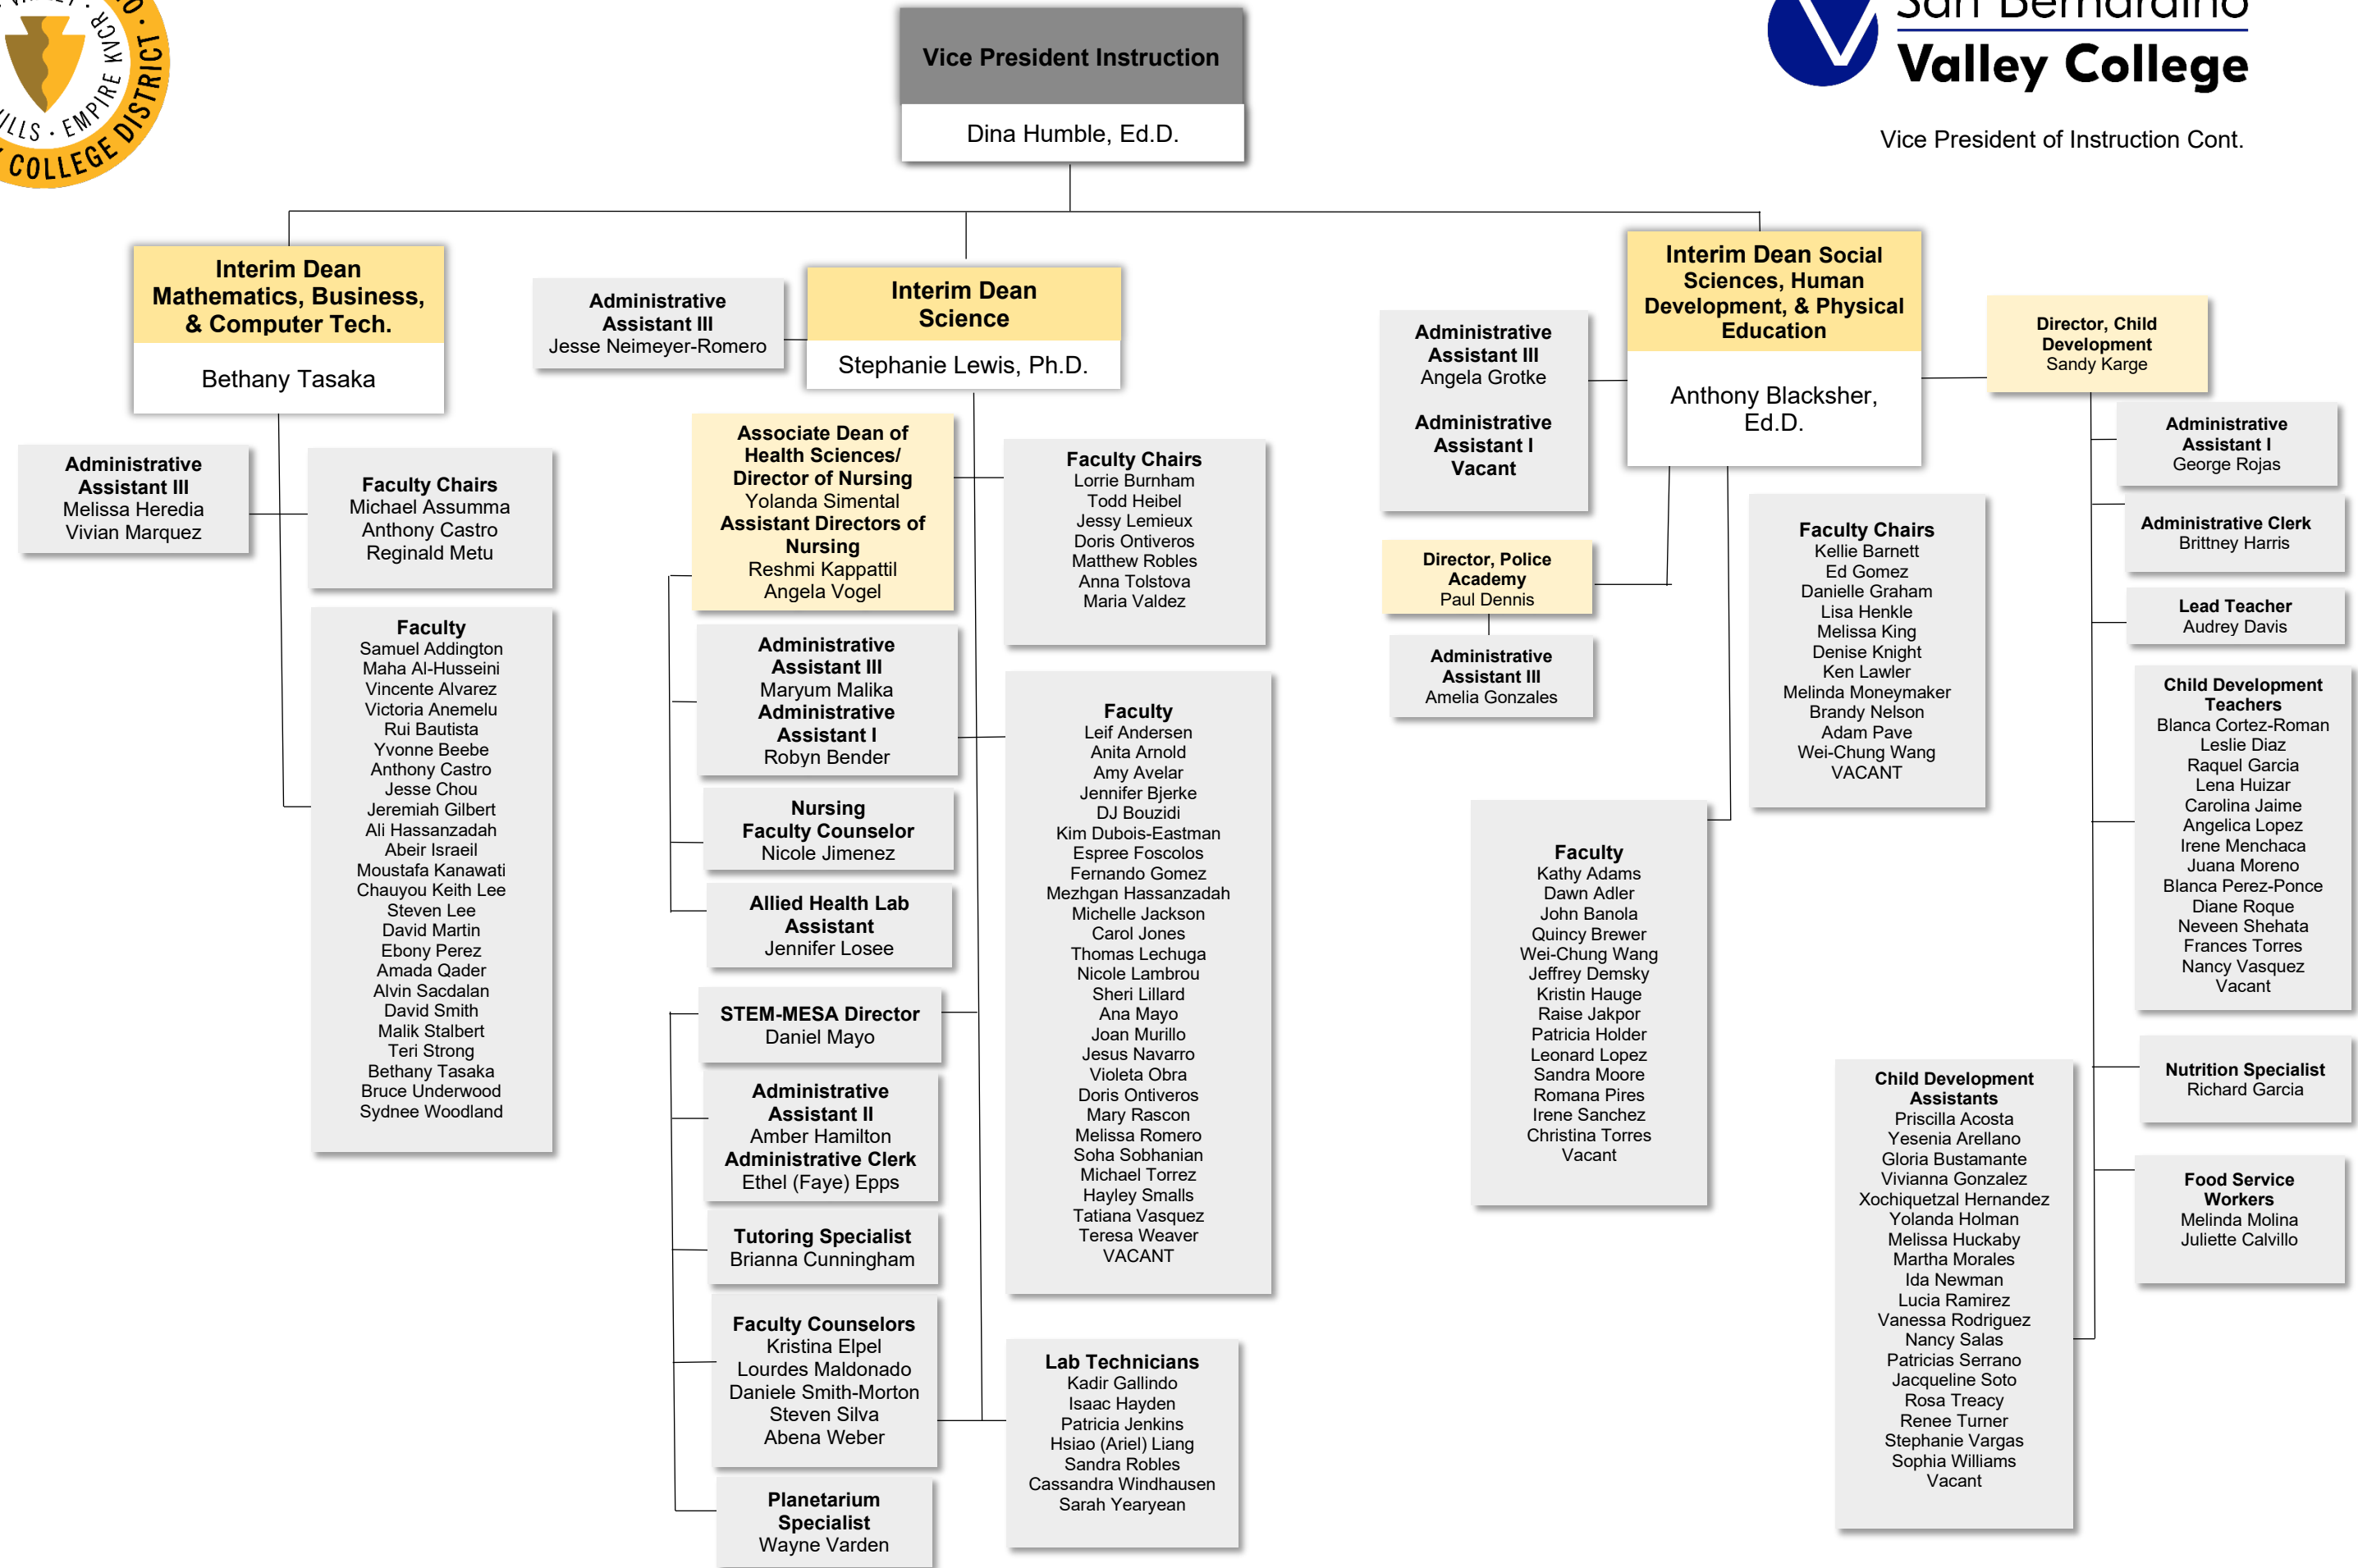 EMPIRE KVCR
COLLEGE DISTRICT
San Bernardino
Valley College
Vice President of Instruction Cont.
Vice President Instruction
Dina Humble, Ed.D.
Interim Dean
Mathematics, Business,
& Computer Tech.
Bethany Tasaka
Administrative
Assistant III
Melissa Heredia
Vivian Marquez
Faculty Chairs
Michael Assumma
Anthony Castro
Reginald Metu
Faculty
Samuel Addington
Maha Al-Husseini
Vincente Alvarez
Victoria Anemelu
Rui Bautista
Yvonne Beebe
Anthony Castro
Jesse Chou
Jeremiah Gilbert
Ali Hassanzadah
Abeir Israeil
Moustafa Kanawati
Chauyou Keith Lee
Steven Lee
David Martin
Ebony Perez
Amada Qader
Alvin Sacdalan
David Smith
Malik Stalbert
Teri Strong
Bethany Tasaka
Bruce Underwood
Sydnee Woodland
Administrative
Assistant III
Jesse Neimeyer-Romero
Interim Dean
Science
Stephanie Lewis, Ph.D.
Associate Dean of
Health Sciences/
Director of Nursing
Yolanda Simental
Assistant Directors of
Nursing
Reshmi Kappattil
Angela Vogel
Administrative
Assistant III
Maryum Malika
Administrative
Assistant I
Robyn Bender
Nursing
Faculty Counselor
Nicole Jimenez
Allied Health Lab
Assistant
Jennifer Losee
STEM-MESA Director
Daniel Mayo
Administrative
Assistant II
Amber Hamilton
Administrative Clerk
Ethel (Faye) Epps
Tutoring Specialist
Brianna Cunningham
Faculty Counselors
Kristina Elpel
Lourdes Maldonado
Daniele Smith-Morton
Steven Silva
Abena Weber
Planetarium
Specialist
Wayne Varden
Faculty Chairs
Lorrie Burnham
Todd Heibel
Jessy Lemieux
Doris Ontiveros
Matthew Robles
Anna Tolstova
Maria Valdez
Faculty
Leif Andersen
Anita Arnold
Amy Avelar
Jennifer Bjerke
DJ Bouzidi
Kim Dubois-Eastman
Espree Foscolos
Fernando Gomez
Mezhgan Hassanzadah
Michelle Jackson
Carol Jones
Thomas Lechuga
Nicole Lambrou
Sheri Lillard
Ana Mayo
Joan Murillo
Jesus Navarro
Violeta Obra
Doris Ontiveros
Mary Rascon
Melissa Romero
Soha Sobhanian
Michael Torrez
Hayley Smalls
Tatiana Vasquez
Teresa Weaver
VACANT
Lab Technicians
Kadir Gallindo
Isaac Hayden
Patricia Jenkins
Hsiao (Ariel) Liang
Sandra Robles
Cassandra Windhausen
Sarah Yearyean
Interim Dean Social
Sciences, Human
Development, & Physical
Education
Anthony Blacksher,
Ed.D.
Administrative
Assistant III
Angela Grotke
Administrative
Assistant I
Vacant
Director, Police
Academy
Paul Dennis
Administrative
Assistant III
Amelia Gonzales
Faculty Chairs
Kellie Barnett
Ed Gomez
Danielle Graham
Lisa Henkle
Melissa King
Denise Knight
Ken Lawler
Melinda Moneymaker
Brandy Nelson
Adam Pave
Wei-Chung Wang
VACANT
Faculty
Kathy Adams
Dawn Adler
John Banola
Quincy Brewer
Wei-Chung Wang
Jeffrey Demsky
Kristin Hauge
Raise Jakpor
Patricia Holder
Leonard Lopez
Sandra Moore
Romana Pires
Irene Sanchez
Christina Torres
Vacant
Director, Child
Development
Sandy Karge
Administrative
Assistant I
George Rojas
Administrative Clerk
Brittney Harris
Lead Teacher
Audrey Davis
Child Development
Teachers
Blanca Cortez-Roman
Leslie Diaz
Raquel Garcia
Lena Huizar
Carolina Jaime
Angelica Lopez
Irene Menchaca
Juana Moreno
Blanca Perez-Ponce
Diane Roque
Neveen Shehata
Frances Torres
Nancy Vasquez
Vacant
Nutrition Specialist
Richard Garcia
Food Service
Workers
Melinda Molina
Juliette Calvillo
Child Development
Assistants
Priscilla Acosta
Yesenia Arellano
Gloria Bustamante
Vivianna Gonzalez
Xochiquetzal Hernandez
Yolanda Holman
Melissa Huckaby
Martha Morales
Ida Newman
Lucia Ramirez
Vanessa Rodriguez
Nancy Salas
Patricias Serrano
Jacqueline Soto
Rosa Treacy
Renee Turner
Stephanie Vargas
Sophia Williams
Vacant